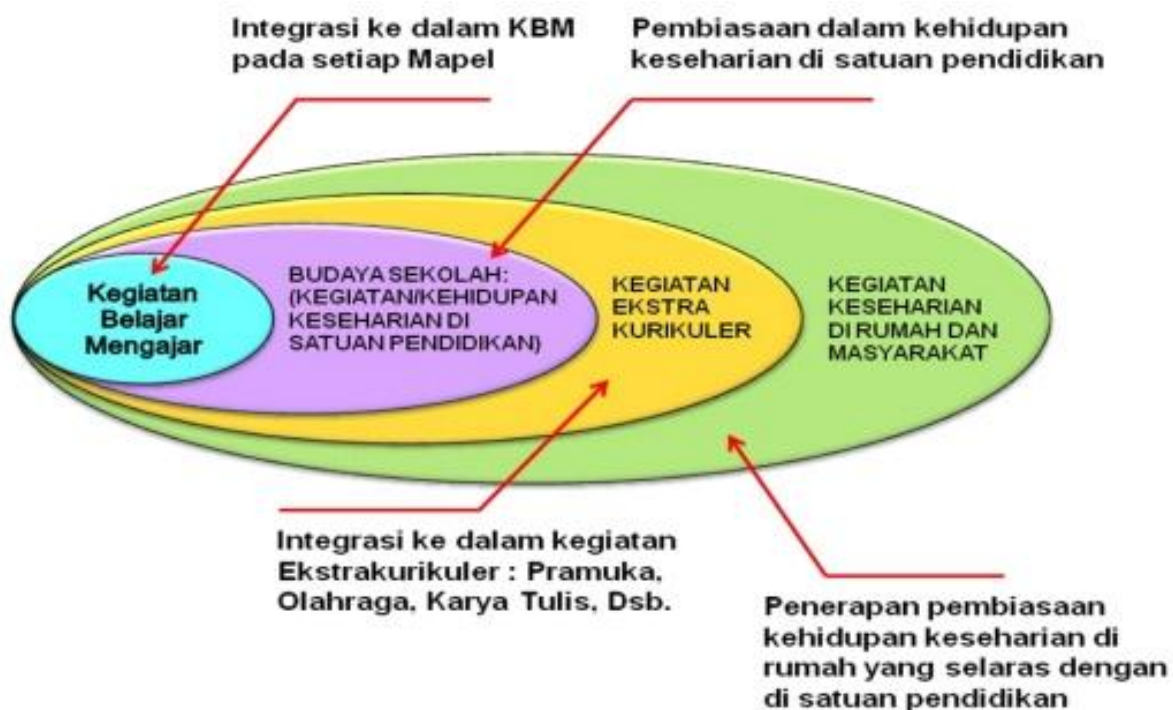 Integrasi ke dalam KBM
pada setiap Mapel
Pembiasaan dalam kehidupan
keseharian di satuan pendidikan
Kegiatan
Belajar
Mengajar
BUDAYA SEKOLAH:
(KEGIATAN/KEHIDUPAN
KESEHARIAN DI
SATUAN PENDIDIKAN)
KEGIATAN
EKSTRA
KURIKULER
KEGIATAN
KESEHARIAN
DI RUMAH DAN
MASYARAKAT
Integrasi ke dalam kegiatan
Ekstrakurikuler : Pramuka,
Olahraga, Karya Tulis, Dsb.
Penerapan pembiasaan
kehidupan keseharian di
rumah yang selaras dengan
di satuan pendidikan